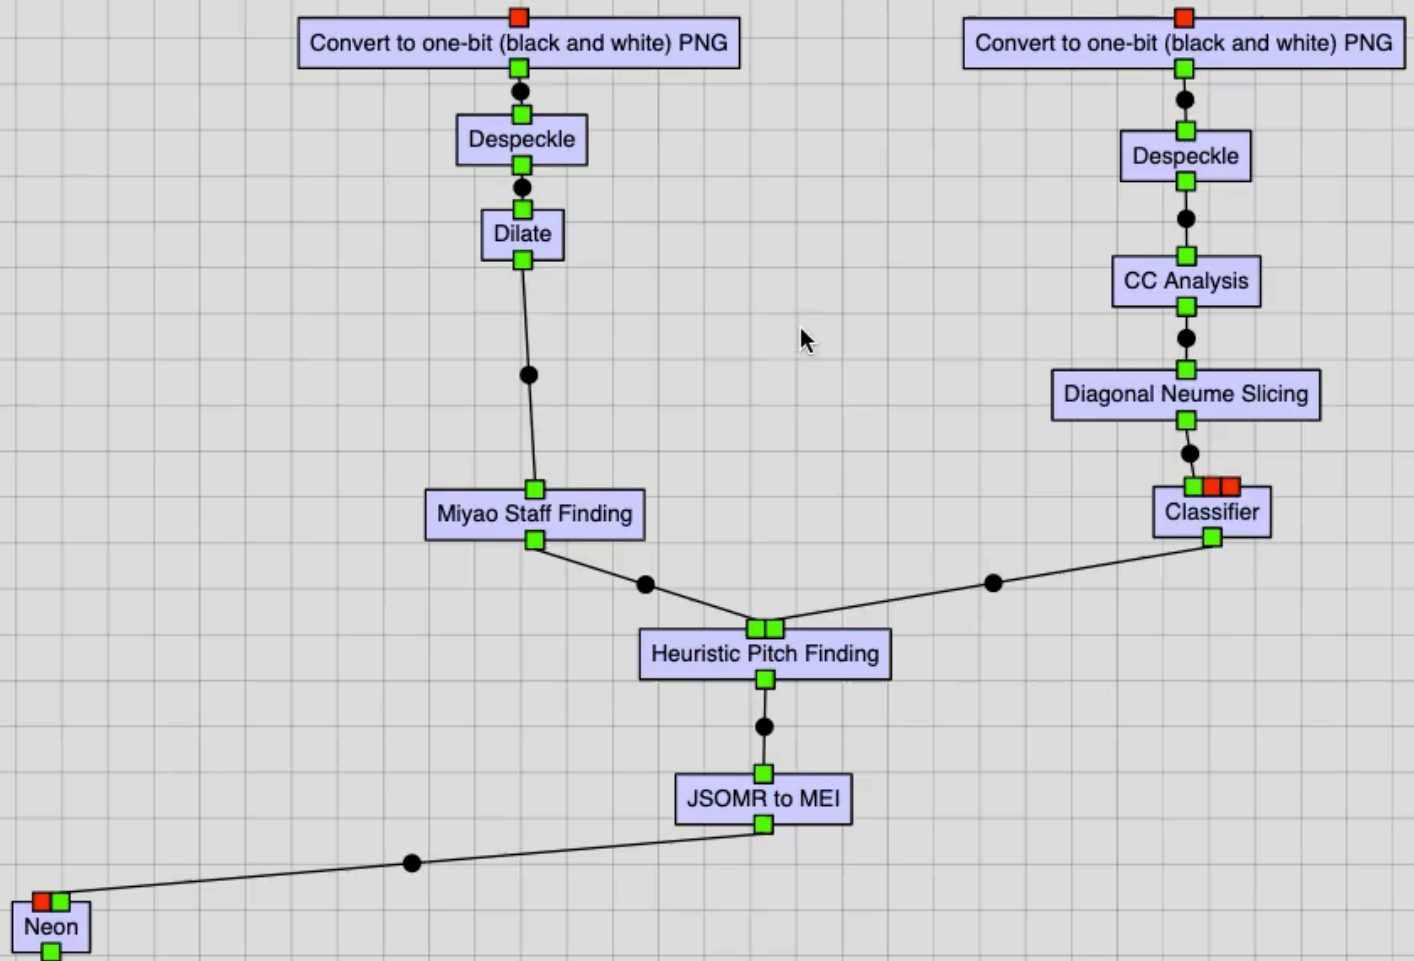 Convert to one-bit (black and white) PNG
Despeckle
Dilate
Miyao Staff Finding
Convert to one-bit (black and white) PNG
Despeckle
CC Analysis
Diagonal Neume Slicing
Classifier
Heuristic Pitch Finding
JSOMR to MEI
Neon